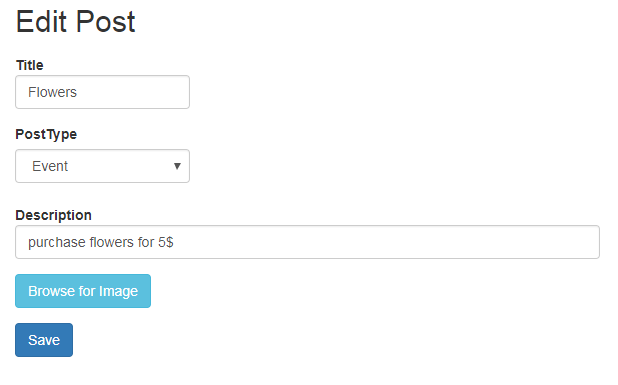 Edit Post
Title
Flowers
PostType
Event
Description
purchase flowers for 5$
Browse for Image
Save